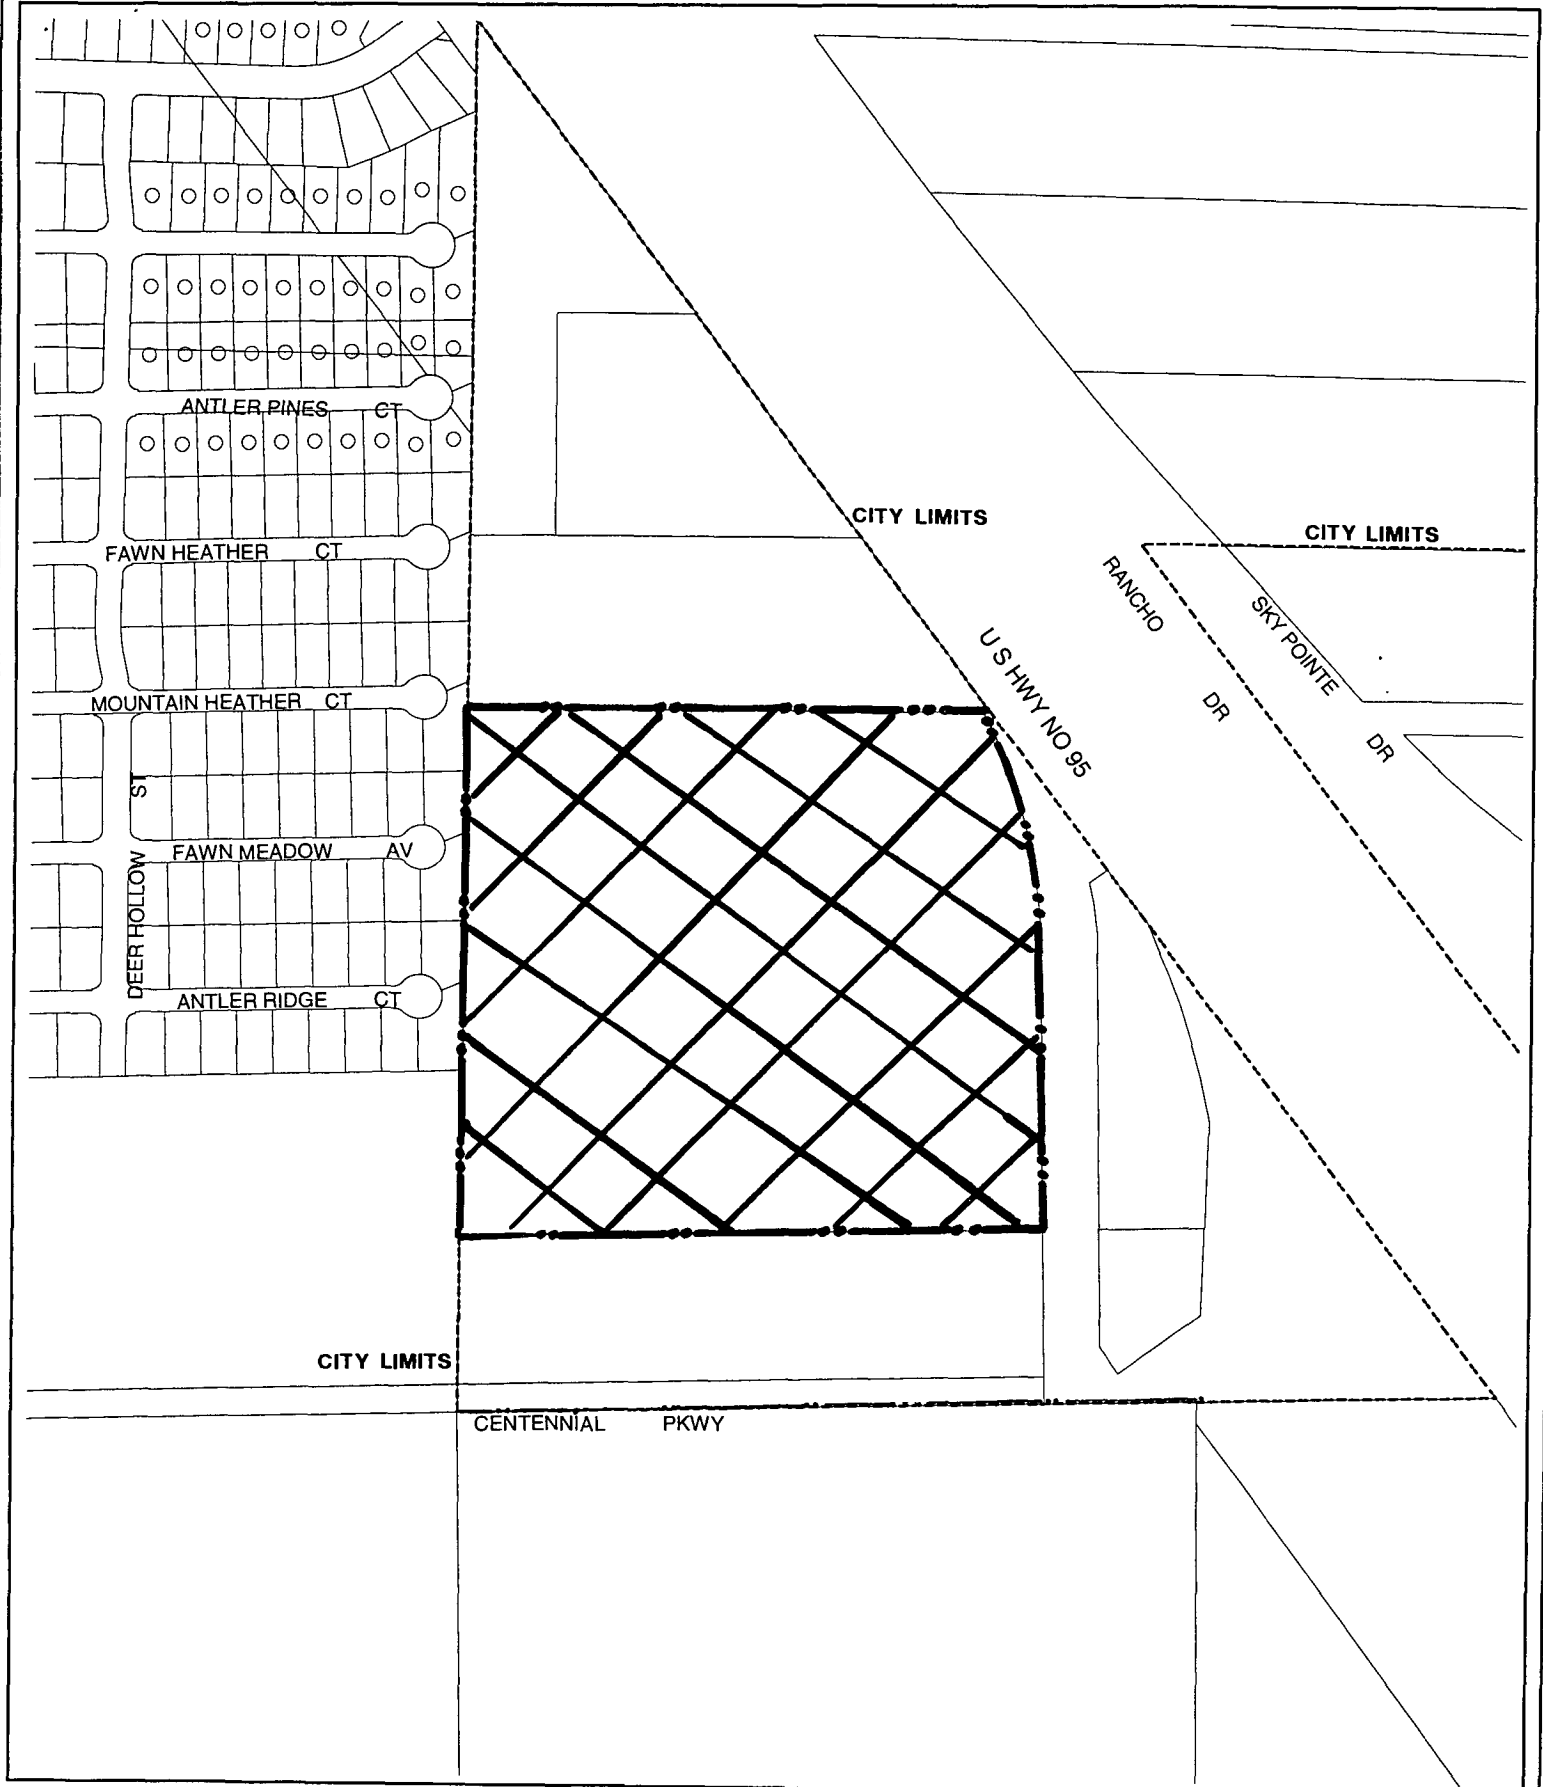 ANTLER PINES CT
CITY LIMITS
CITY LIMITS
FAWN HEATHER CT
RANCHO DR
SKY POINTE DR
U S HWY NO 95
MOUNTAIN HEATHER CT
DEER HOLLOW ST
FAWN MEADOW AV
ANTLER RIDGE CT
CITY LIMITS
CENTENNIAL PKWY